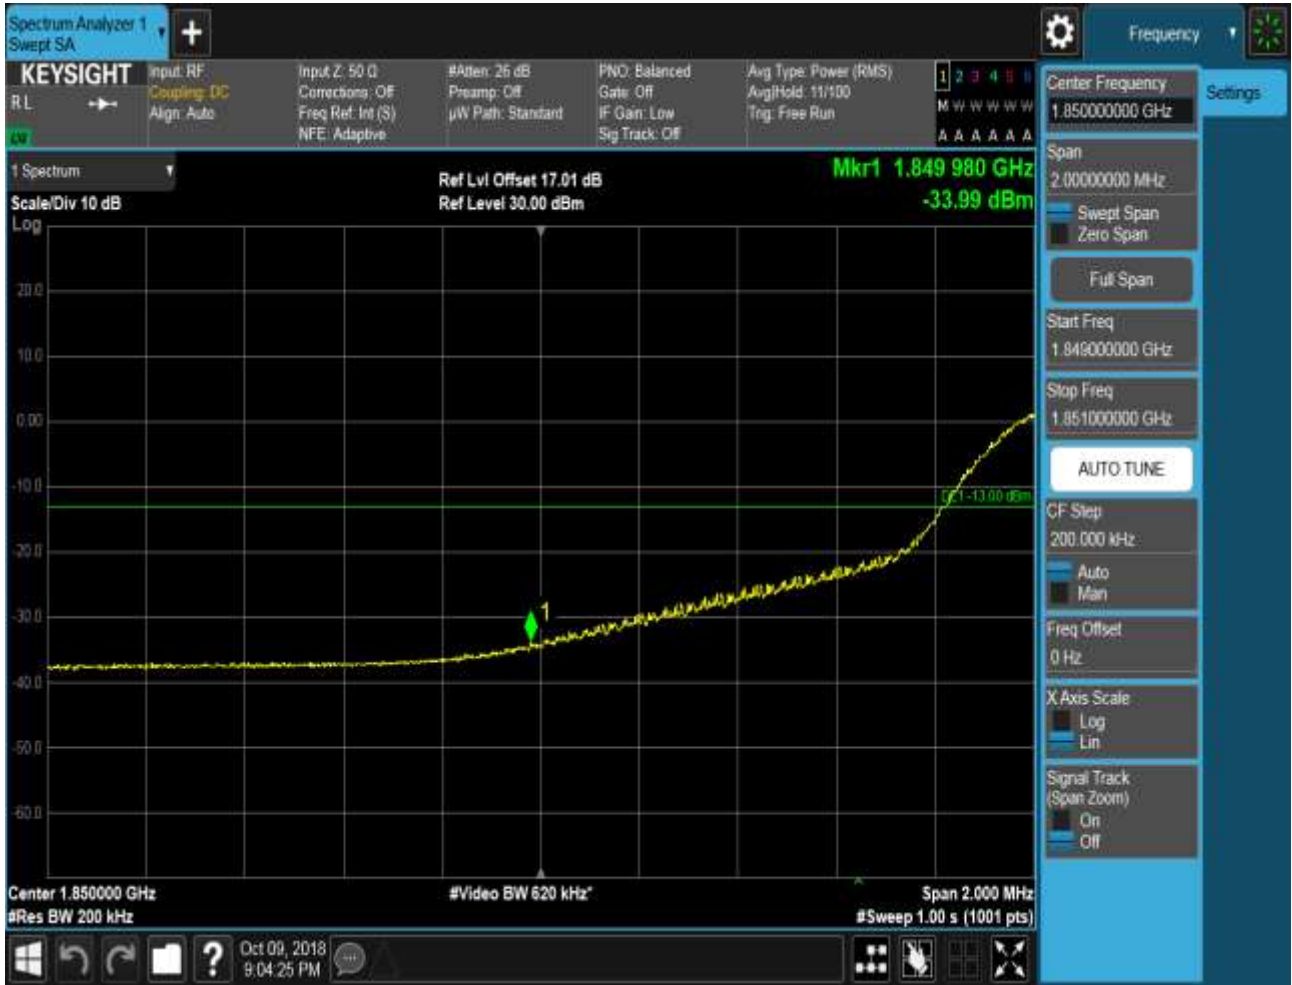 Spectrum Analyzer 1
Swept SA
Frequency
KEYSIGHT
R L
Input: RF
Coupling: DC
Align: Auto
Input Z: 50 Ω
Corrections: Off
Freq Ref: Int (S)
NFE: Adaptive
#Atten: 26 dB
Preamp: Off
µW Path: Standard
PNO: Balanced
Gate: Off
IF Gain: Low
Sig Track: Off
Avg Type: Power (RMS)
Avg|Hold: 11/100
Trig: Free Run
1 2 3 4 5 6
M W W W W W
A A A A A A
Center Frequency
1.850000000 GHz
Settings
Span
2.00000000 MHz
Swept Span
Zero Span
Full Span
Start Freq
1.849000000 GHz
Stop Freq
1.851000000 GHz
AUTO TUNE
CF Step
200.000 kHz
Auto
Man
Freq Offset
0 Hz
X Axis Scale
Log
Lin
Signal Track
(Span Zoom)
On
Off
1 Spectrum
Scale/Div 10 dB
Log
Ref Lvl Offset 17.01 dB
Ref Level 30.00 dBm
Mkr1 1.849 980 GHz
-33.99 dBm
20.0
10.0
0.00
-10.0
DL1 -13.00 dBm
-20.0
-30.0
1
-40.0
-50.0
-60.0
Center 1.850000 GHz
#Video BW 620 kHz*
Span 2.000 MHz
#Res BW 200 kHz
#Sweep 1.00 s (1001 pts)
?
Oct 09, 2018
9:04:25 PM